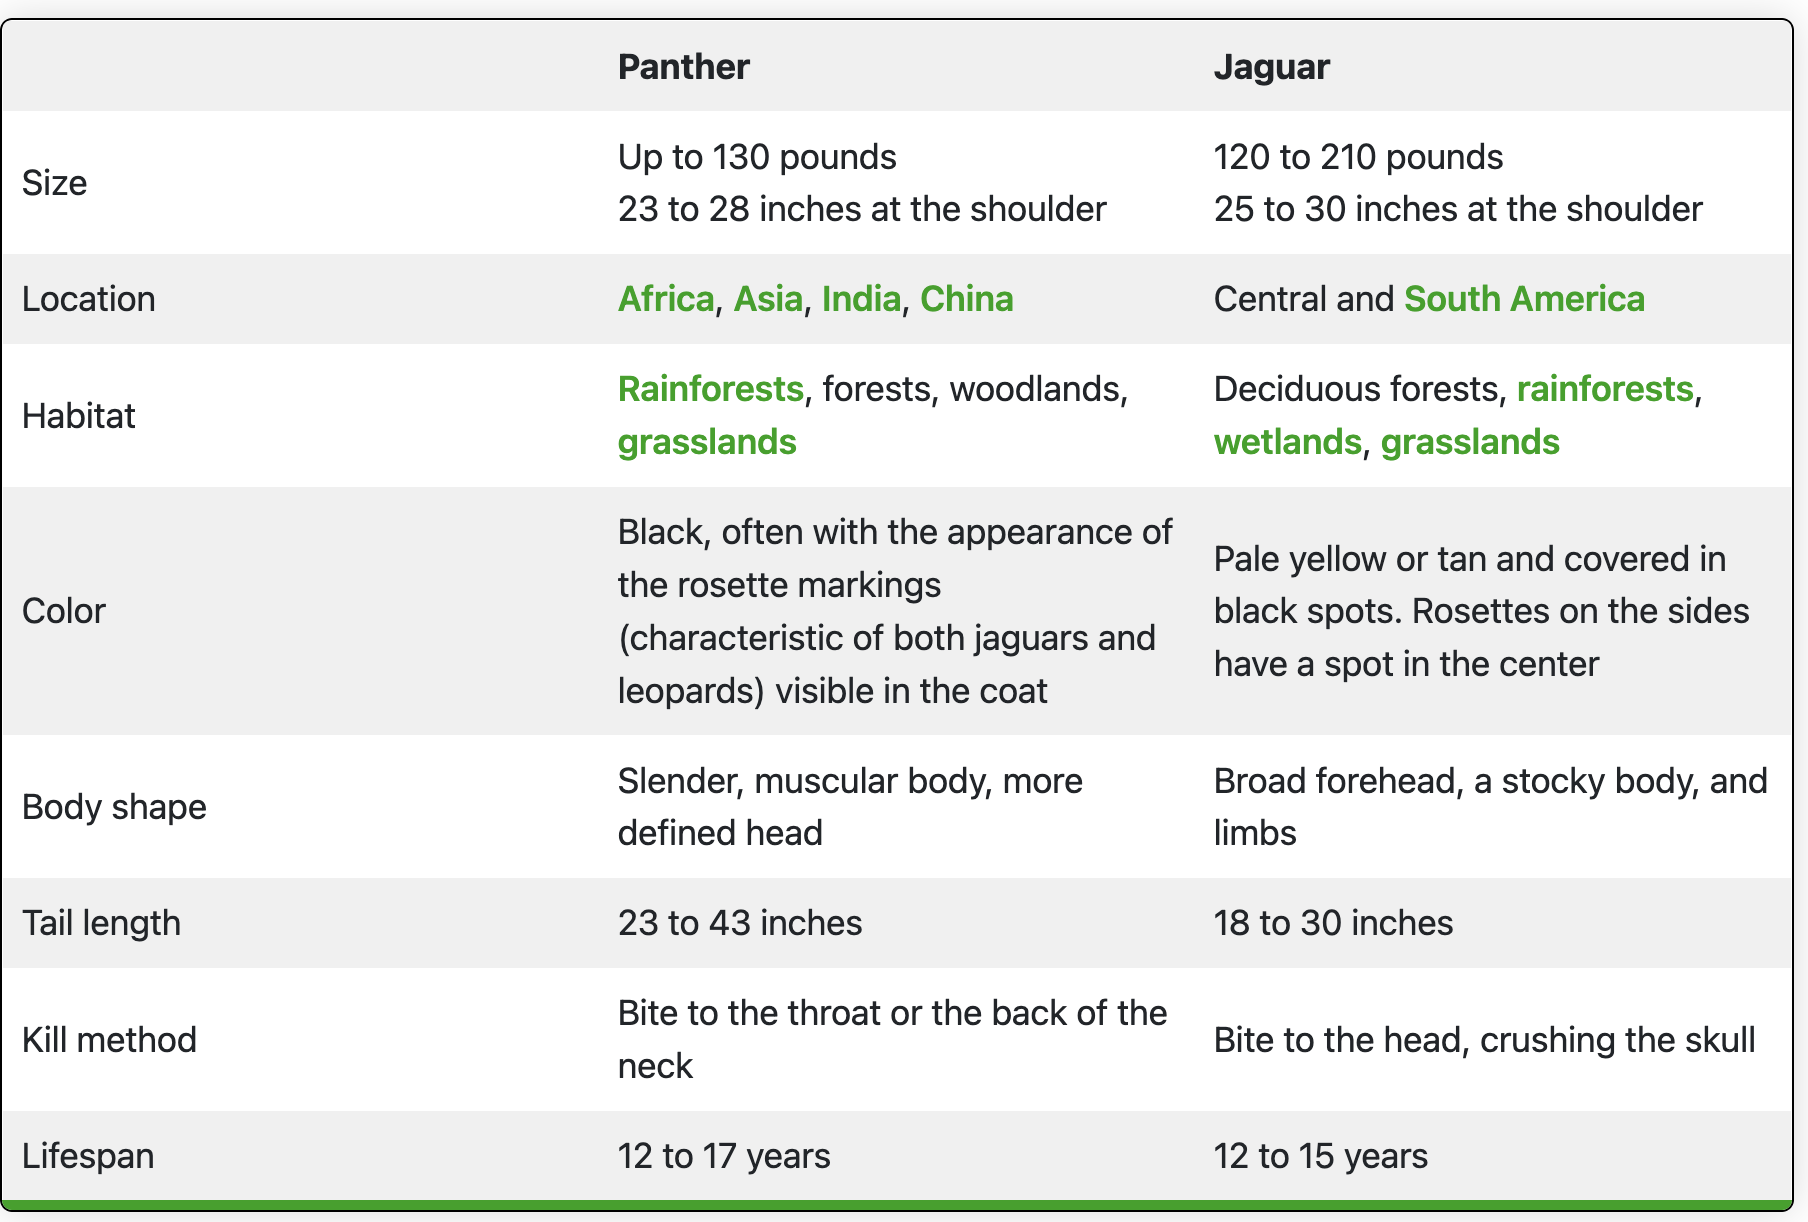 Panther Jaguar
Size
Up to 130 pounds
23 to 28 inches at the shoulder
120 to 210 pounds
25 to 30 inches at the shoulder
Location
Africa, Asia, India, China
Central and South America
Habitat
Rainforests, forests, woodlands,
grasslands
Deciduous forests, rainforests,
wetlands, grasslands
Color
Black, often with the appearance of
the rosette markings
(characteristic of both jaguars and
leopards) visible in the coat
Pale yellow or tan and covered in
black spots. Rosettes on the sides
have a spot in the center
Body shape
Slender, muscular body, more
defined head
Broad forehead, a stocky body, and
limbs
Tail length
23 to 43 inches
18 to 30 inches
Kill method
Bite to the throat or the back of the
neck
Bite to the head, crushing the skull
Lifespan
12 to 17 years
12 to 15 years